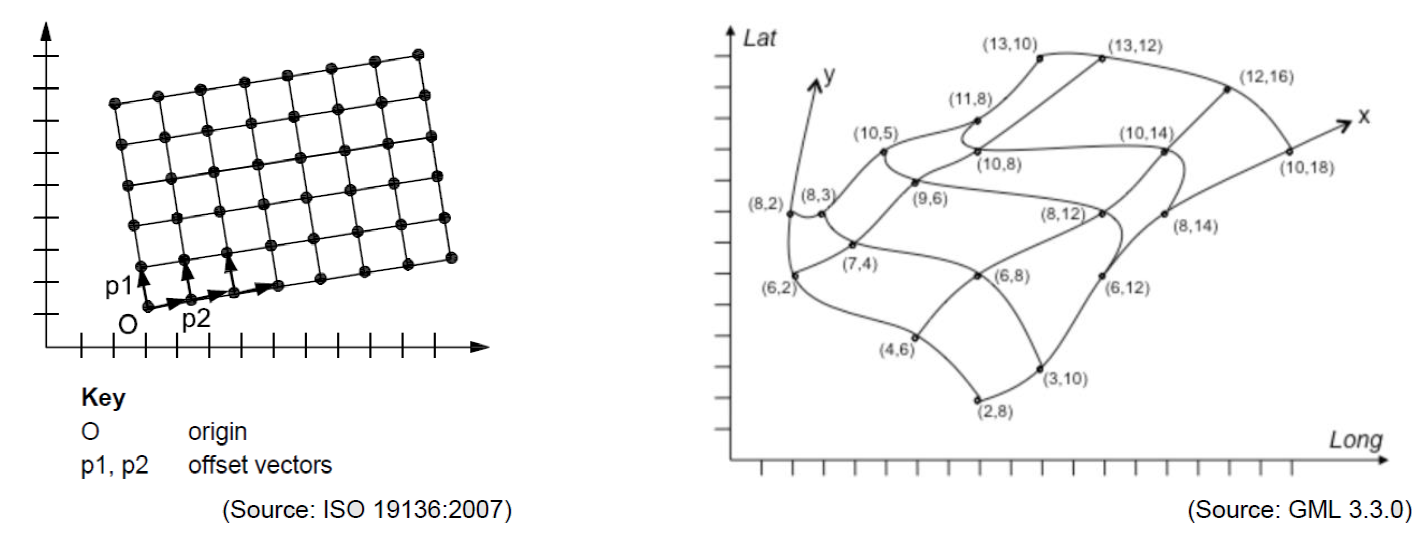 p1
O
p2
Key
O origin
p1, p2 offset vectors
(Source: ISO 19136:2007)
Lat
y
x
(13,10)
(13,12)
(12,16)
(11,8)
(10,5)
(10,14)
(10,8)
(10,18)
(8,2)
(8,3)
(9,6)
(8,12)
(8,14)
(7,4)
(6,2)
(6,8)
(6,12)
(4,6)
(3,10)
(2,8)
Long
(Source: GML 3.3.0)